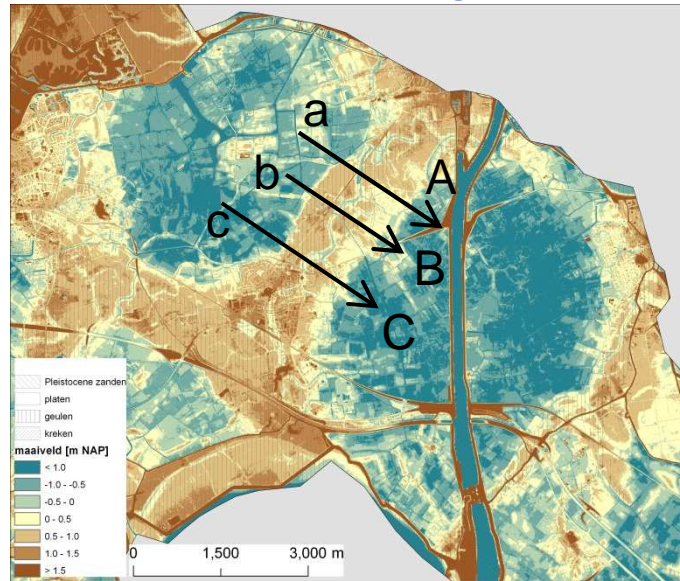 a
A
b
c
B
C
Pleistocene zanden
platen
geulen
kreken
maaiveld [m NAP]
< 1.0
-1.0 - -0.5
-0.5 - 0
0 - 0.5
0.5 - 1.0
1.0 - 1.5
> 1.5
0 1,500 3,000 m